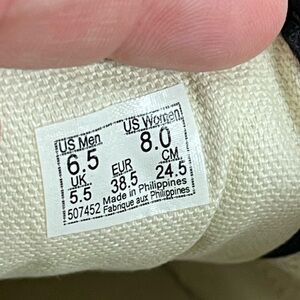 US Men US Women
6.5 8.0
UK EUR CM
5.5 38.5 24.5
Made in Philippines
507452 Fabrique aux Philippines